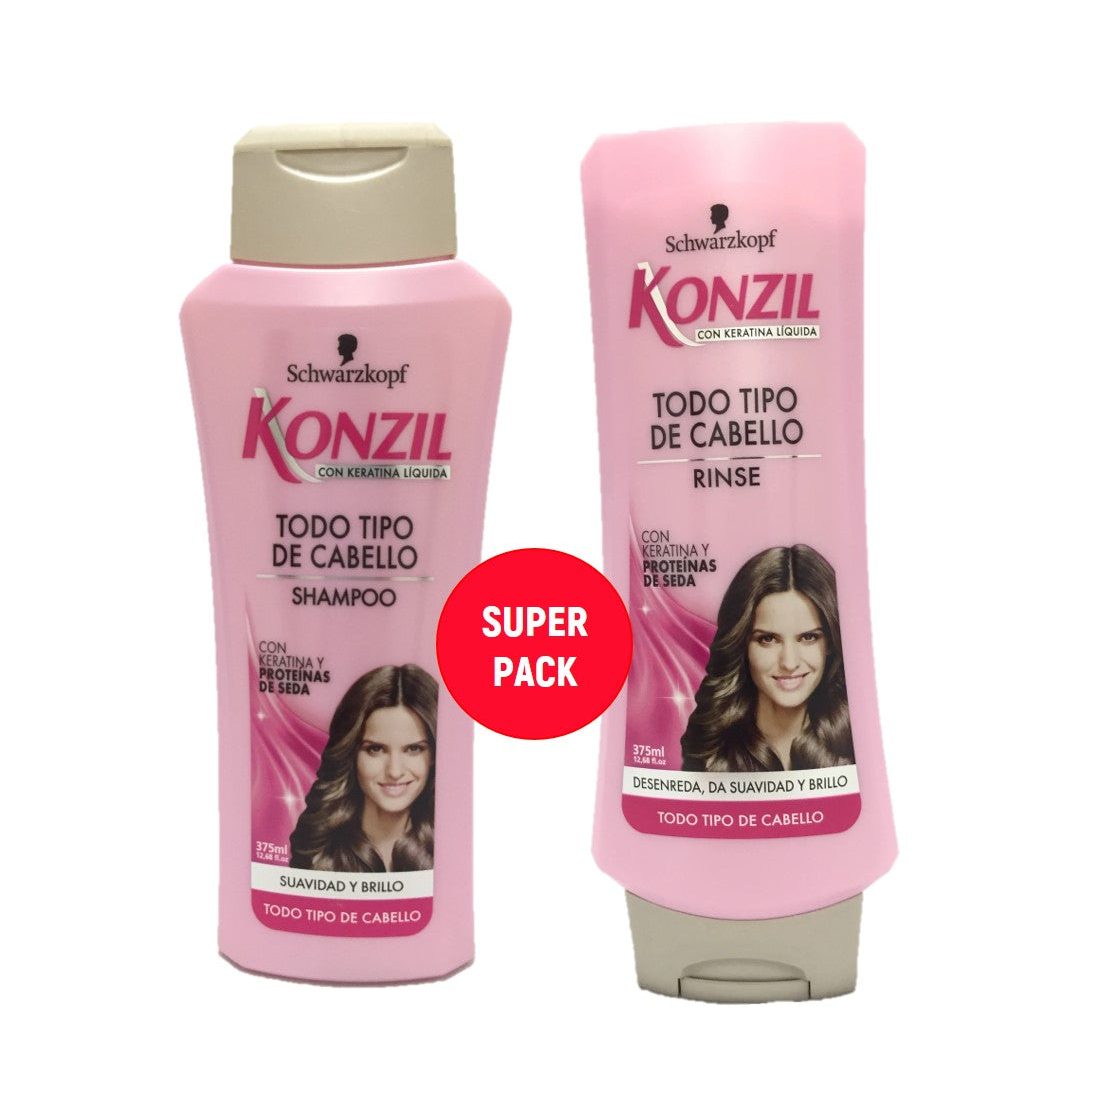 Schwarzkopf
KONZIL
CON KERATINA LÍQUIDA
TODO TIPO
DE CABELLO
SHAMPOO
CON
KERATINA Y
PROTEÍNAS
DE SEDA
375ml
12,68 fl.oz
SUAVIDAD Y BRILLO
TODO TIPO DE CABELLO
SUPER
PACK
Schwarzkopf
KONZIL
CON KERATINA LÍQUIDA
TODO TIPO
DE CABELLO
RINSE
CON
KERATINA Y
PROTEÍNAS
DE SEDA
375ml
12,68 fl.oz
DESENREDA, DA SUAVIDAD Y BRILLO
TODO TIPO DE CABELLO